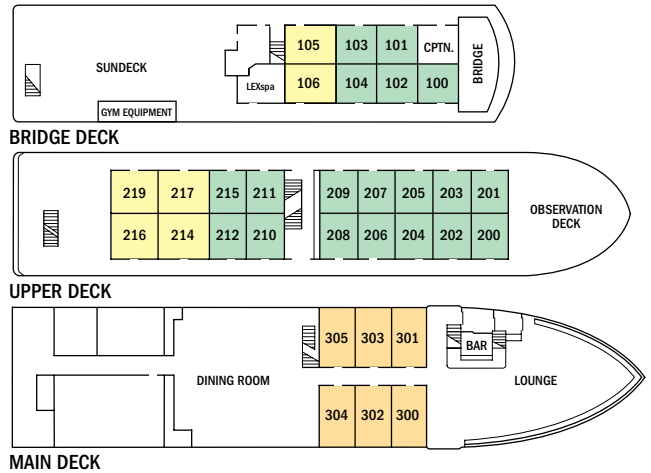 105 103 101 CPTN.
SUNDECK
BRIDGE
LEXspa
106 104 102 100
GYM EQUIPMENT
BRIDGE DECK
219 217 215 211 209 207 205 203 201
OBSERVATION
DECK
216 214 212 210 208 206 204 202 200
UPPER DECK
305 303 301
BAR
DINING ROOM
LOUNGE
304 302 300
MAIN DECK